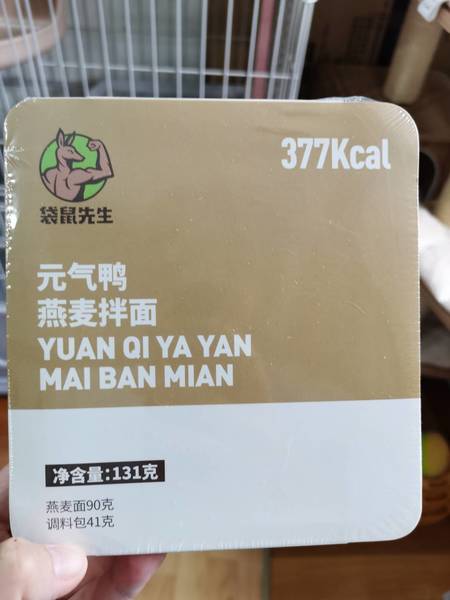 377Kcal
袋鼠先生
元气鸭
燕麦拌面
YUAN QI YA YAN
MAI BAN MIAN
净含量:131克
燕麦面90克
调料包41克